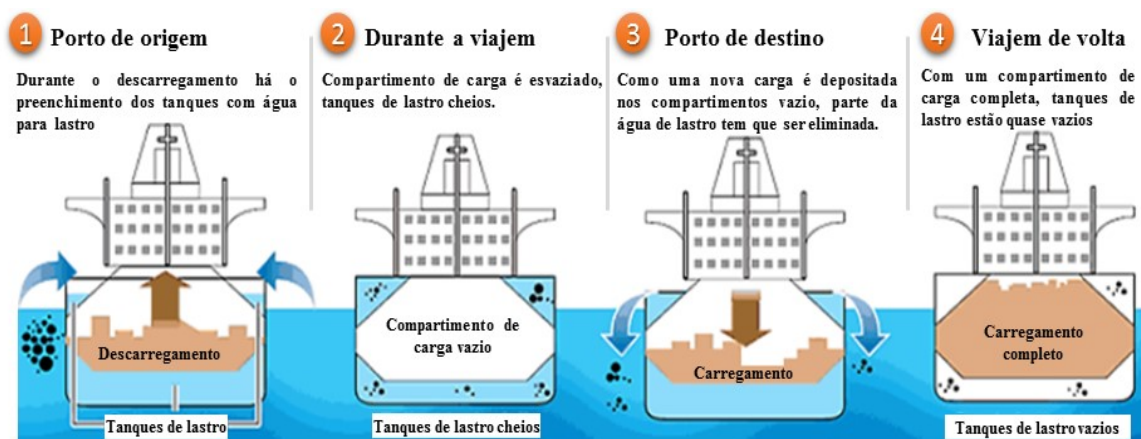 1 Porto de origem
Durante o descarregamento há o
preenchimento dos tanques com água
para lastro
Descarregamento
Tanques de lastro
2 Durante a viajem
Compartimento de carga é esvaziado,
tanques de lastro cheios.
Compartimento de
carga vazio
Tanques de lastro cheios
3 Porto de destino
Como uma nova carga é depositada
nos compartimentos vazio, parte da
água de lastro tem que ser eliminada.
Carregamento
4 Viajem de volta
Com um compartimento de
carga completa, tanques de
lastro estão quase vazios
Carregamento
completo
Tanques de lastro vazios